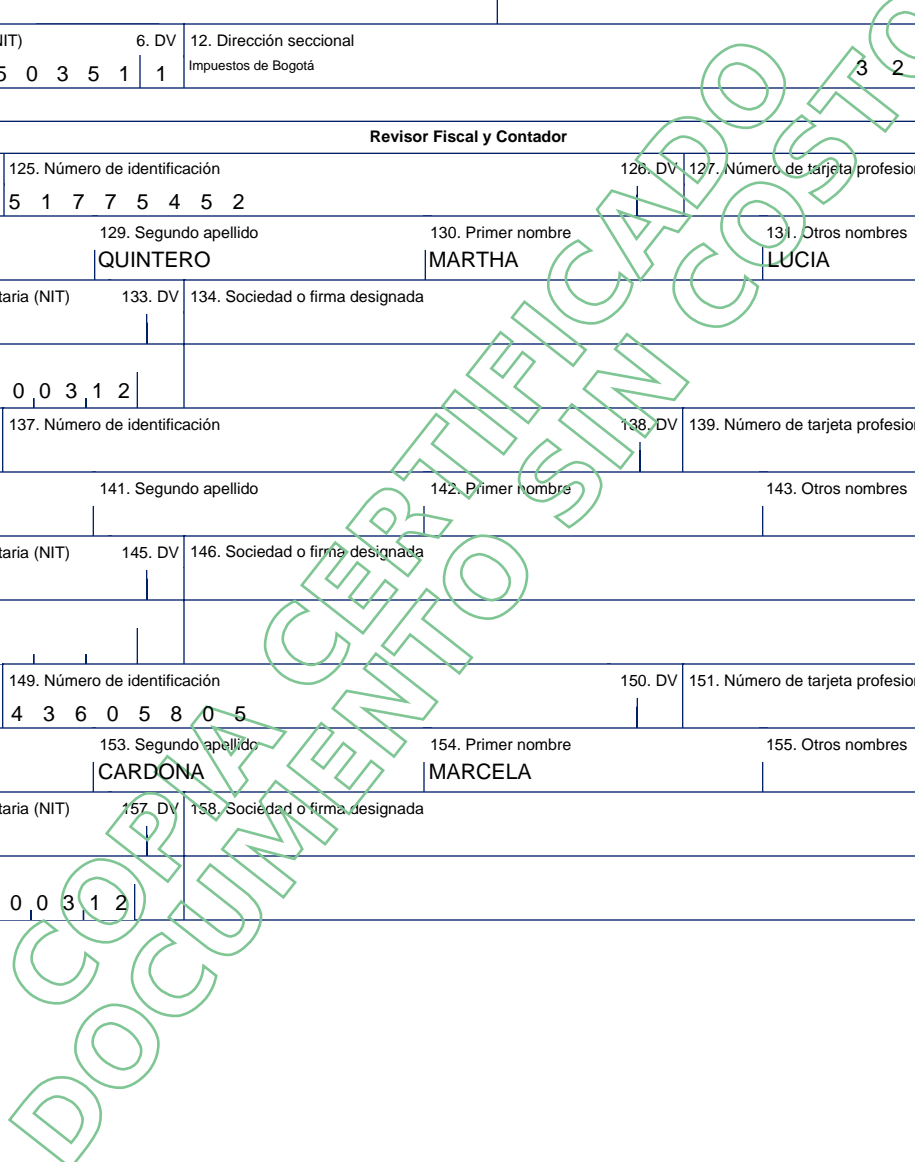 NIT) 6. DV 12. Dirección seccional
5 0 3 5 1 1 Impuestos de Bogotá 3 2
Revisor Fiscal y Contador
125. Número de identificación 126. DV 127. Número de tarjeta profesion
5 1 7 7 5 4 5 2
129. Segundo apellido 130. Primer nombre 131. Otros nombres
QUINTERO MARTHA LUCIA
taria (NIT) 133. DV 134. Sociedad o firma designada
0 0 3 1 2
137. Número de identificación 138. DV 139. Número de tarjeta profesion
141. Segundo apellido 142. Primer nombre 143. Otros nombres
taria (NIT) 145. DV 146. Sociedad o firma designada
149. Número de identificación 150. DV 151. Número de tarjeta profesion
4 3 6 0 5 8 0 5
153. Segundo apellido 154. Primer nombre 155. Otros nombres
CARDONA MARCELA
taria (NIT) 157. DV 158. Sociedad o firma designada
0 0 3 1 2
COPIA CERTIFICADO
DOCUMENTO SIN COSTO